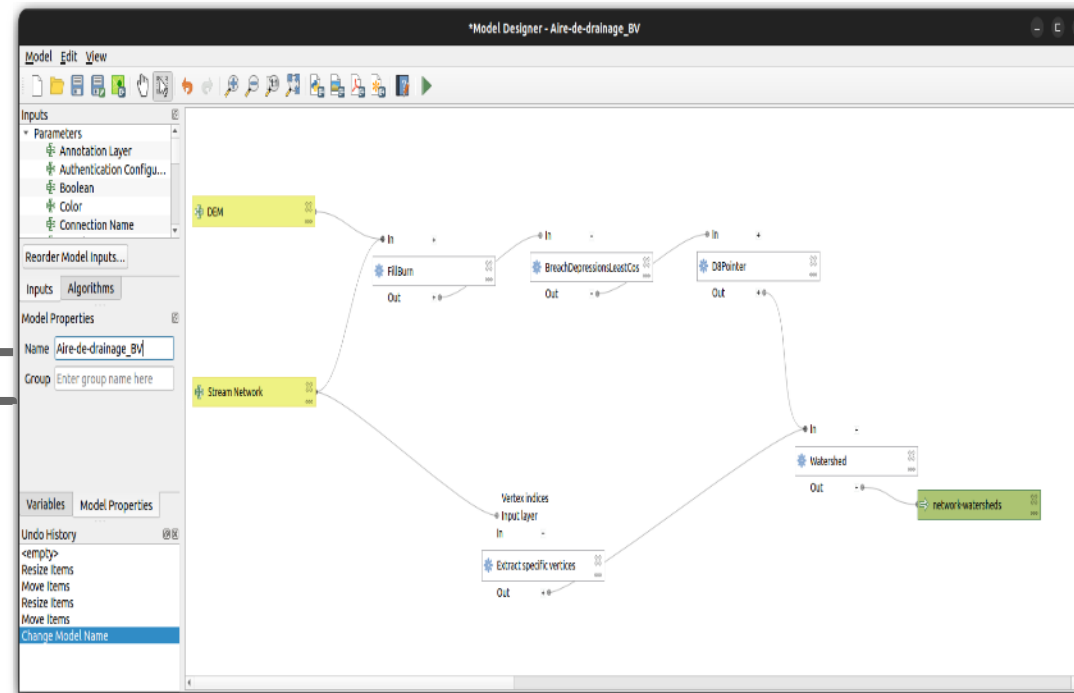 *Model Designer - Aire-de-drainage_BV
Model Edit View
Inputs
Parameters
Annotation Layer
Authentication Configu...
Boolean
Color
Connection Name
Reorder Model Inputs...
Inputs Algorithms
Model Properties
Name Aire-de-drainage_BV
Group Enter group name here
Variables Model Properties
Undo History
<empty>
Resize Items
Move Items
Resize Items
Move Items
Change Model Name
DEM
In +
FillBurn
Out +
In -
BreachDepressionsLeastCos
Out -
In +
D8Pointer
Out +
Stream Network
In -
Watershed
Out -
network-watersheds
Vertex indices
Input layer
In -
Extract specific vertices
Out +